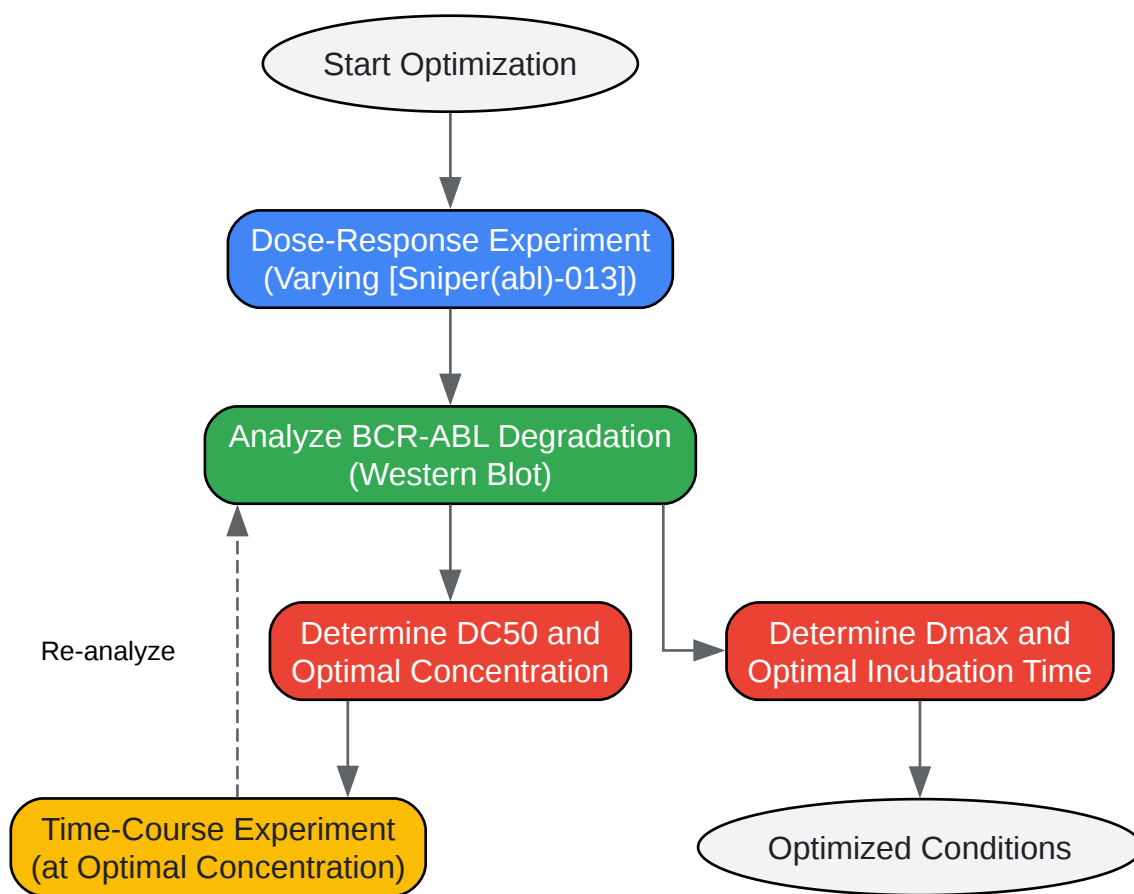 Start Optimization
Dose-Response Experiment
(Varying [Sniper(abl)-013])
Analyze BCR-ABL Degradation
(Western Blot)
Re-analyze
Determine DC50 and
Optimal Concentration
Determine Dmax and
Optimal Incubation Time
Time-Course Experiment
(at Optimal Concentration)
Optimized Conditions